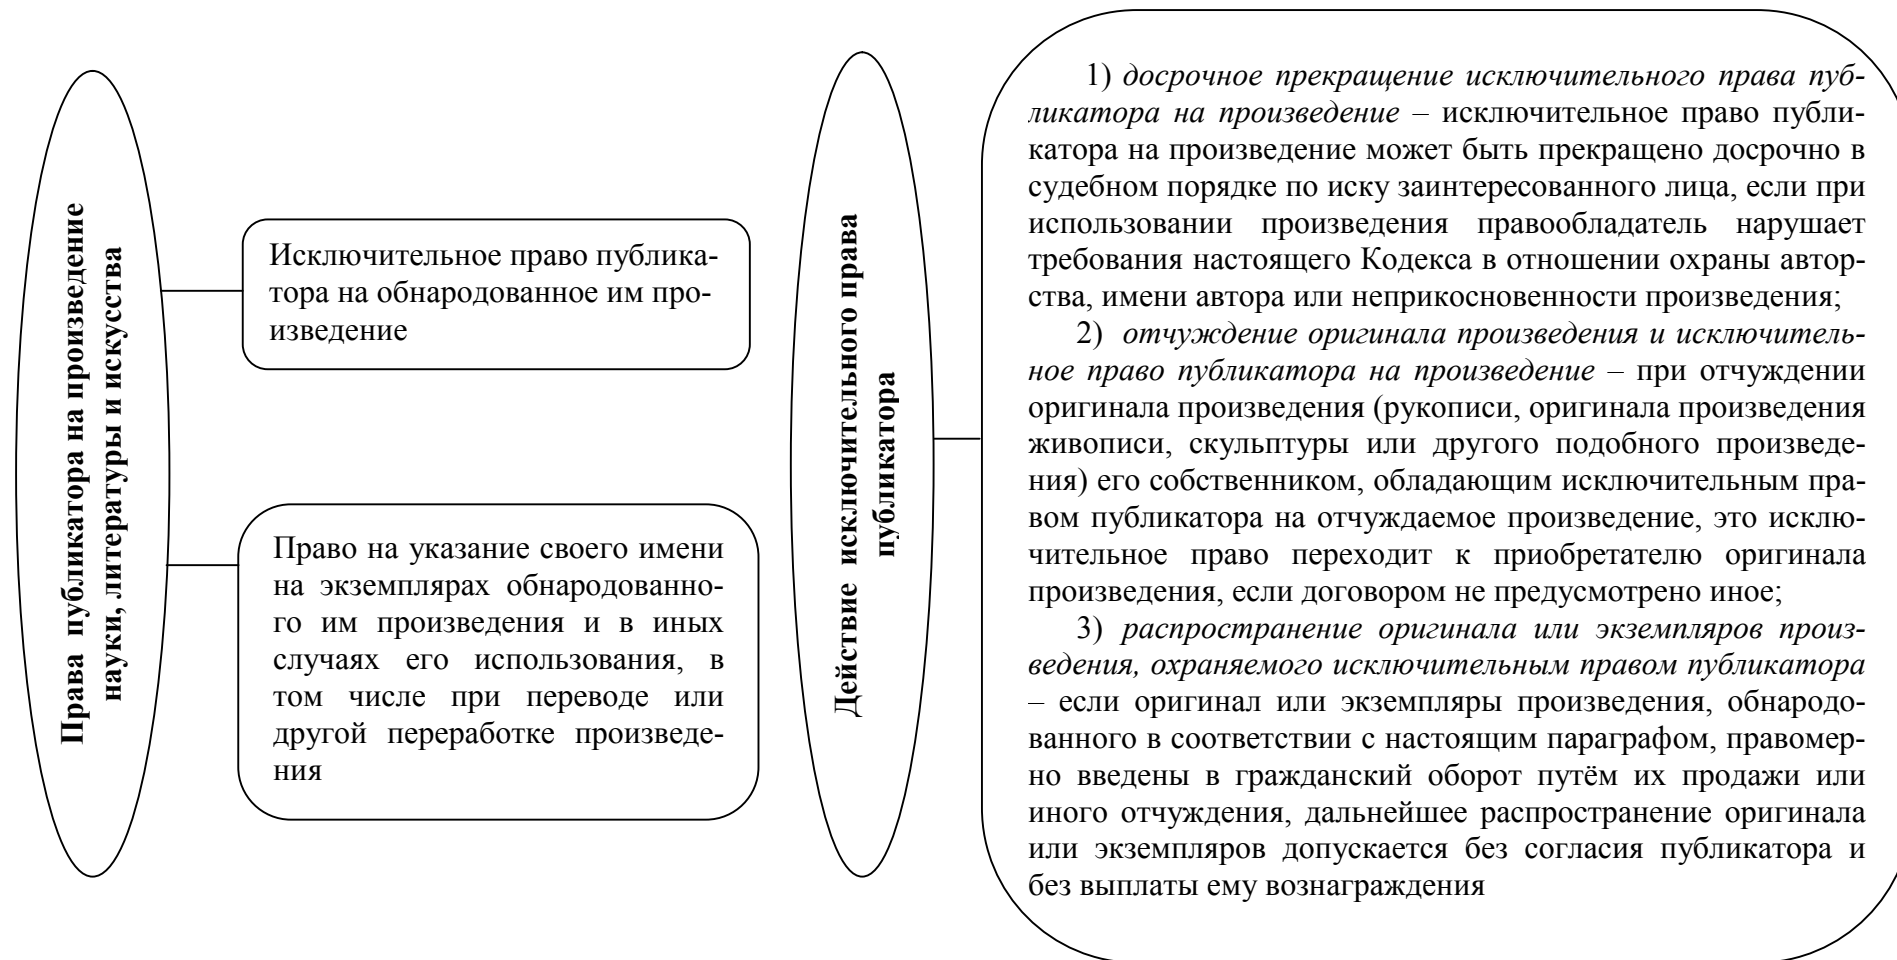 Права публикатора на произведение
науки, литературы и искусства
Исключительное право публика-
тора на обнародованное им про-
изведение
Право на указание своего имени
на экземплярах обнародованно-
го им произведения и в иных
случаях его использования, в
том числе при переводе или
другой переработке произведе-
ния
Действие исключительного права
публикатора
1) досрочное прекращение исключительного права пуб-
ликатора на произведение – исключительное право публи-
катора на произведение может быть прекращено досрочно в
судебном порядке по иску заинтересованного лица, если при
использовании произведения правообладатель нарушает
требования настоящего Кодекса в отношении охраны автор-
ства, имени автора или неприкосновенности произведения;
2) отчуждение оригинала произведения и исключитель-
ное право публикатора на произведение – при отчуждении
оригинала произведения (рукописи, оригинала произведения
живописи, скульптуры или другого подобного произведе-
ния) его собственником, обладающим исключительным пра-
вом публикатора на отчуждаемое произведение, это исклю-
чительное право переходит к приобретателю оригинала
произведения, если договором не предусмотрено иное;
3) распространение оригинала или экземпляров произ-
ведения, охраняемого исключительным правом публикатора
– если оригинал или экземпляры произведения, обнародо-
ванного в соответствии с настоящим параграфом, правомер-
но введены в гражданский оборот путём их продажи или
иного отчуждения, дальнейшее распространение оригинала
или экземпляров допускается без согласия публикатора и
без выплаты ему вознаграждения